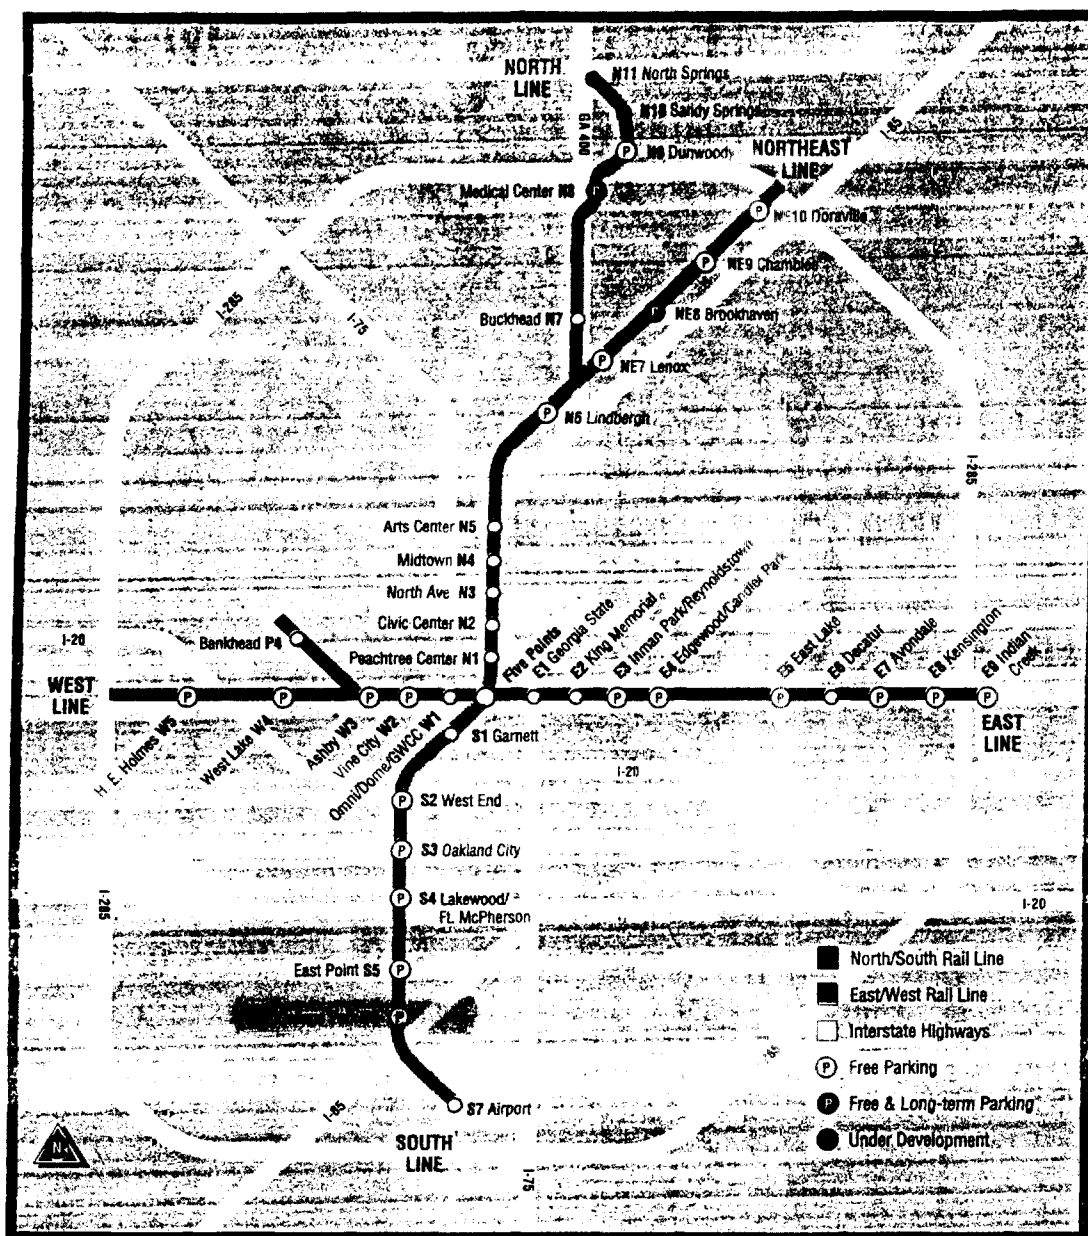 NORTH
LINE
N11 North Springs
N10 Sandy Springs
GA 400
I-85
N9 Dunwoody
NORTHEAST
LINE
Medical Center N8
NE10 Doraville
NE9 Chamblee
I-285
I-75
Buckhead N7
NE8 Brookhaven
NE7 Lenox
N6 Lindbergh
I-285
Arts Center N5
Midtown N4
North Ave N3
Civic Center N2
Peachtree Center N1
I-20
Bankhead P4
Five Points
E1 Georgia State
E2 King Memorial
E3 Inman Park/Reynoldstown
E4 Edgewood/Candler Park
E5 East Lake
E6 Decatur
E7 Avondale
E8 Kensington
E9 Indian
Creek
WEST
LINE
EAST
LINE
H. E. Holmes W5
West Lake W4
Ashby W3
Vine City W2
Omni/Dome/GWCC W1
S1 Garnett
I-20
S2 West End
S3 Oakland City
S4 Lakewood/
Ft. McPherson
I-285
I-20
East Point S5
S7 Airport
I-85
SOUTH
LINE
I-75
I-85
North/South Rail Line
East/West Rail Line
Interstate Highways
P Free Parking
P Free & Long-term Parking
Under Development
N